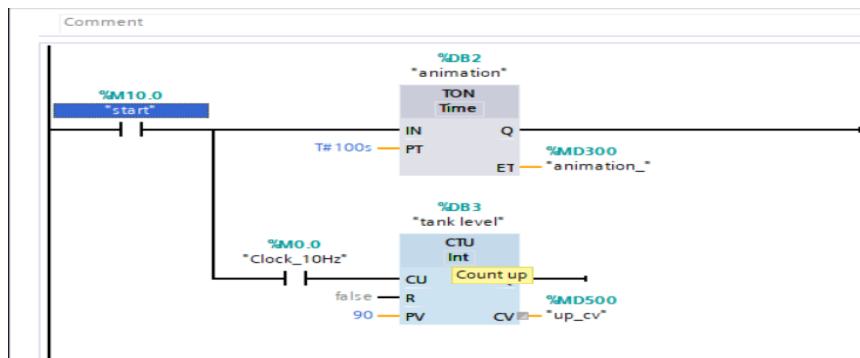 Comment
%DB2
"animation"
%M10.0
"start"
TON
Time
IN
Q
T#100s
PT
%MD300
ET
"animation_"
%DB3
"tank level"
%M0.0
"Clock_10Hz"
CTU
Int
Count up
CU
false
R
%MD500
90
PV
CV
"up_cv"